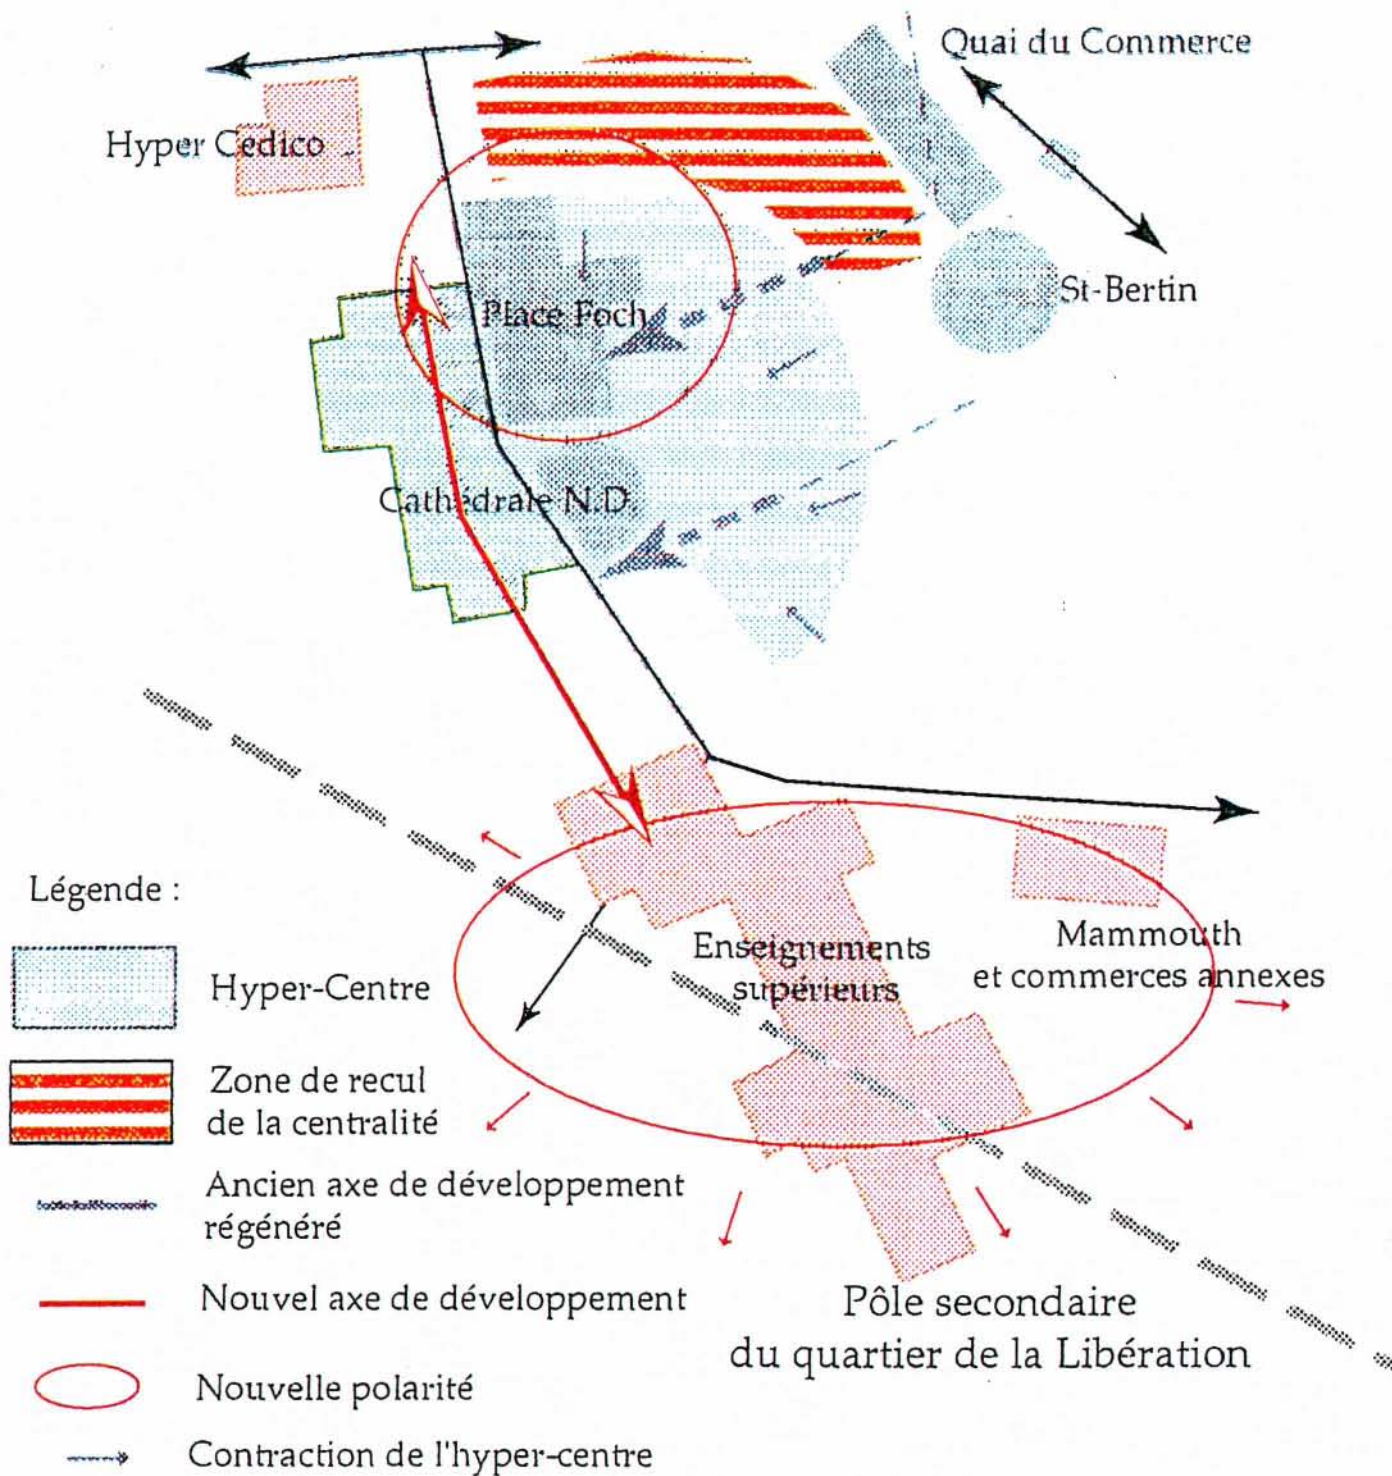 Quai du Commerce
Hyper Cedico
St-Bertin
Place Foch
Cathédrale N.D.
Légende :
Hyper-Centre
Zone de recul
de la centralité
Ancien axe de développement
régénéré
Nouvel axe de développement
Nouvelle polarité
Contraction de l'hyper-centre
Enseignements
supérieurs
Mammouth
et commerces annexes
Pôle secondaire
du quartier de la Libération